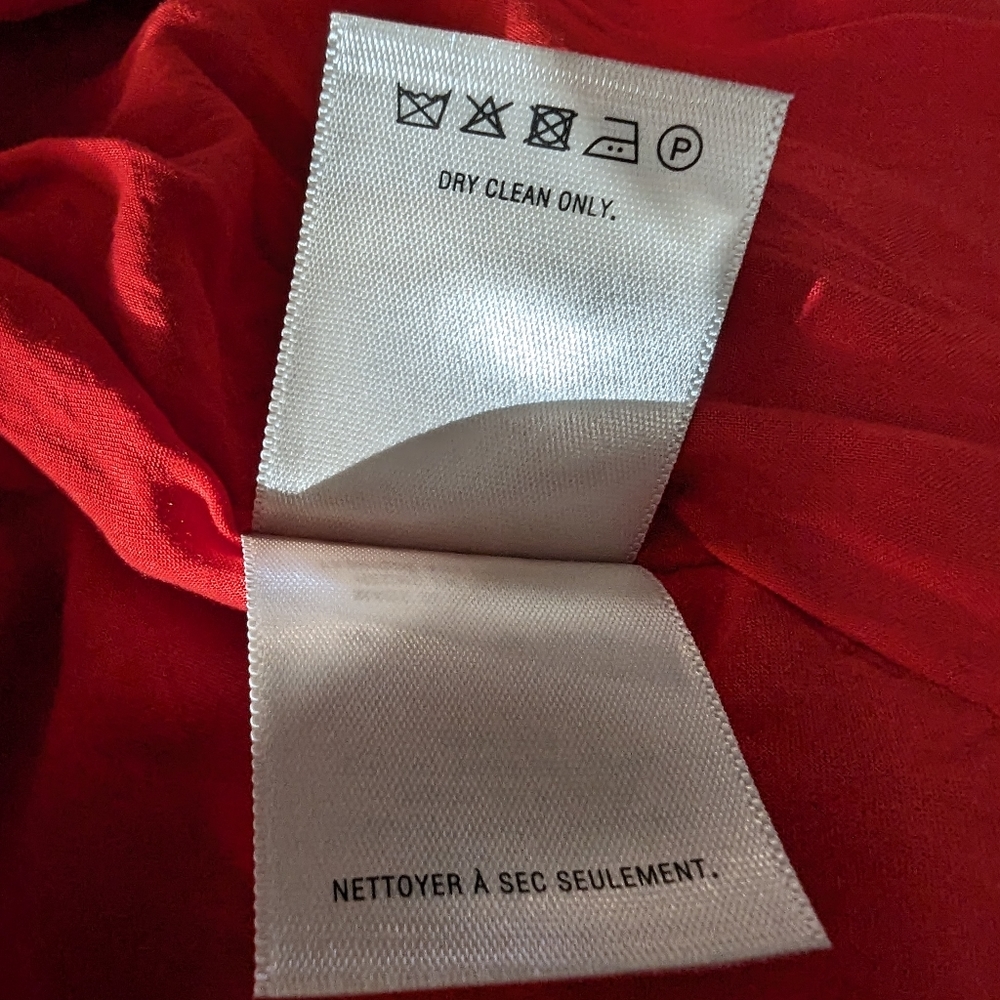 P
DRY CLEAN ONLY.
NETTOYER À SEC SEULEMENT.